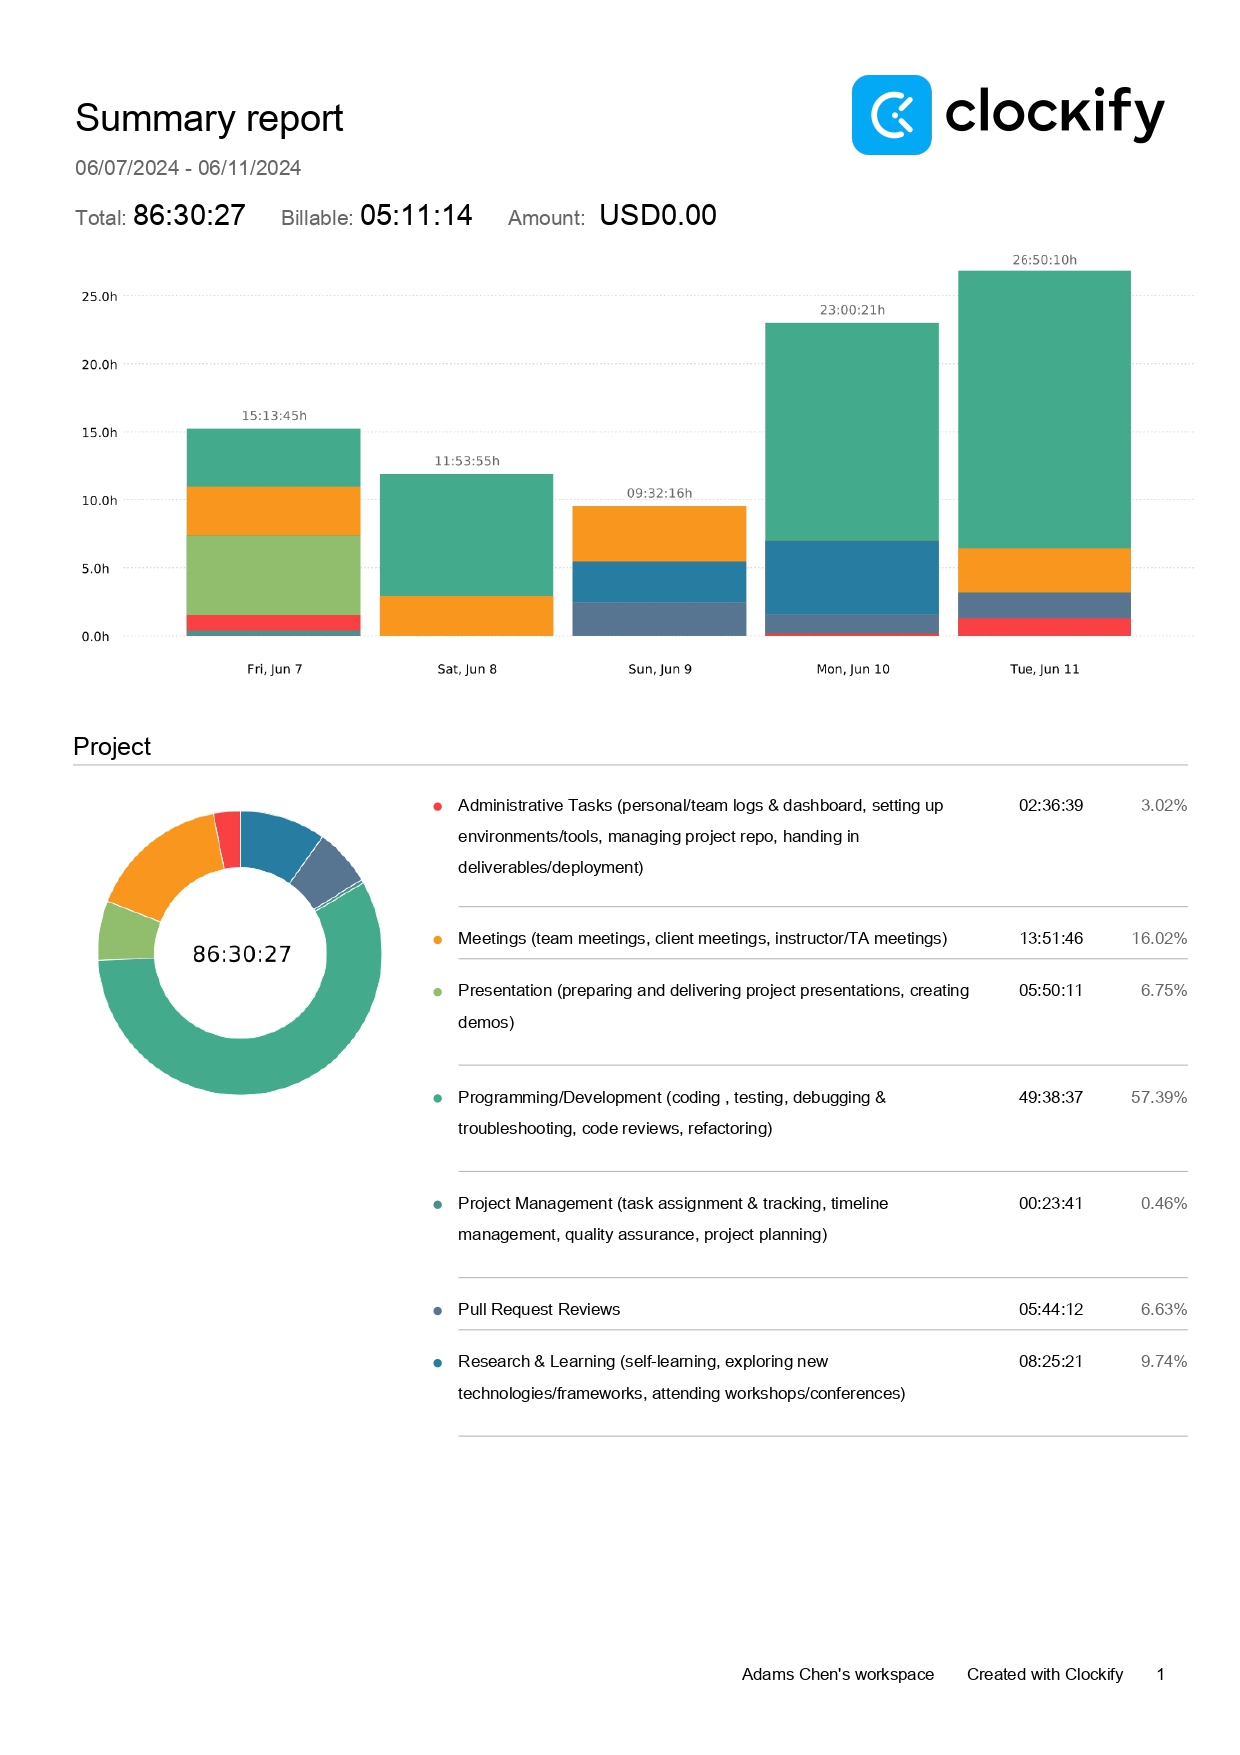 Summary report
clockify
06/07/2024 - 06/11/2024
Total: 86:30:27 Billable: 05:11:14 Amount: USD0.00
26:50:10h
25.0h
23:00:21h
20.0h
15:13:45h
15.0h
11:53:55h
09:32:16h
10.0h
5.0h
0.0h
Fri, Jun 7 Sat, Jun 8 Sun, Jun 9 Mon, Jun 10 Tue, Jun 11
Project
86:30:27
Administrative Tasks (personal/team logs & dashboard, setting up 02:36:39 3.02%
environments/tools, managing project repo, handing in
deliverables/deployment)
Meetings (team meetings, client meetings, instructor/TA meetings) 13:51:46 16.02%
Presentation (preparing and delivering project presentations, creating 05:50:11 6.75%
demos)
Programming/Development (coding , testing, debugging & 49:38:37 57.39%
troubleshooting, code reviews, refactoring)
Project Management (task assignment & tracking, timeline 00:23:41 0.46%
management, quality assurance, project planning)
Pull Request Reviews 05:44:12 6.63%
Research & Learning (self-learning, exploring new 08:25:21 9.74%
technologies/frameworks, attending workshops/conferences)
Adams Chen's workspace Created with Clockify 1